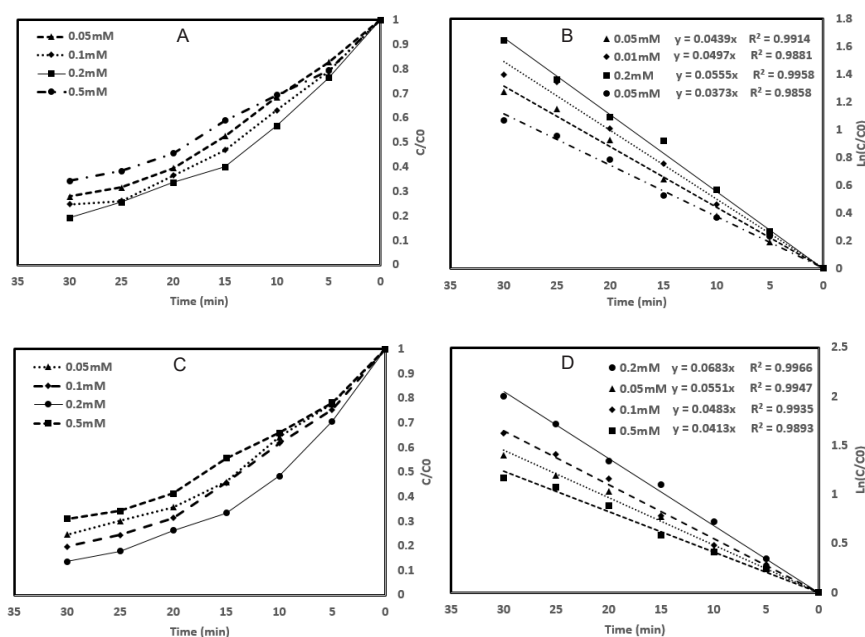 A
0.05mM
0.1mM
0.2mM
0.5mM
1
0.9
0.8
0.7
0.6
0.5
0.4
0.3
0.2
0.1
0
C/C0
35 30 25 20 15 10 5 0
Time (min)
B
0.05mM y = 0.0439x R² = 0.9914
0.01mM y = 0.0497x R² = 0.9881
0.2mM y = 0.0555x R² = 0.9958
0.05mM y = 0.0373x R² = 0.9858
1.8
1.6
1.4
1.2
1
0.8
0.6
0.4
0.2
0
Ln(C/C0)
35 30 25 20 15 10 5 0
Time (min)
C
0.05mM
0.1mM
0.2mM
0.5mM
1
0.9
0.8
0.7
0.6
0.5
0.4
0.3
0.2
0.1
0
C/C0
35 30 25 20 15 10 5 0
Time (min)
D
0.2mM y = 0.0683x R² = 0.9966
0.05mM y = 0.0551x R² = 0.9947
0.1mM y = 0.0483x R² = 0.9935
0.5mM y = 0.0413x R² = 0.9893
2.5
2
1.5
1
0.5
0
Ln(C/C0)
35 30 25 20 15 10 5 0
Time (min)